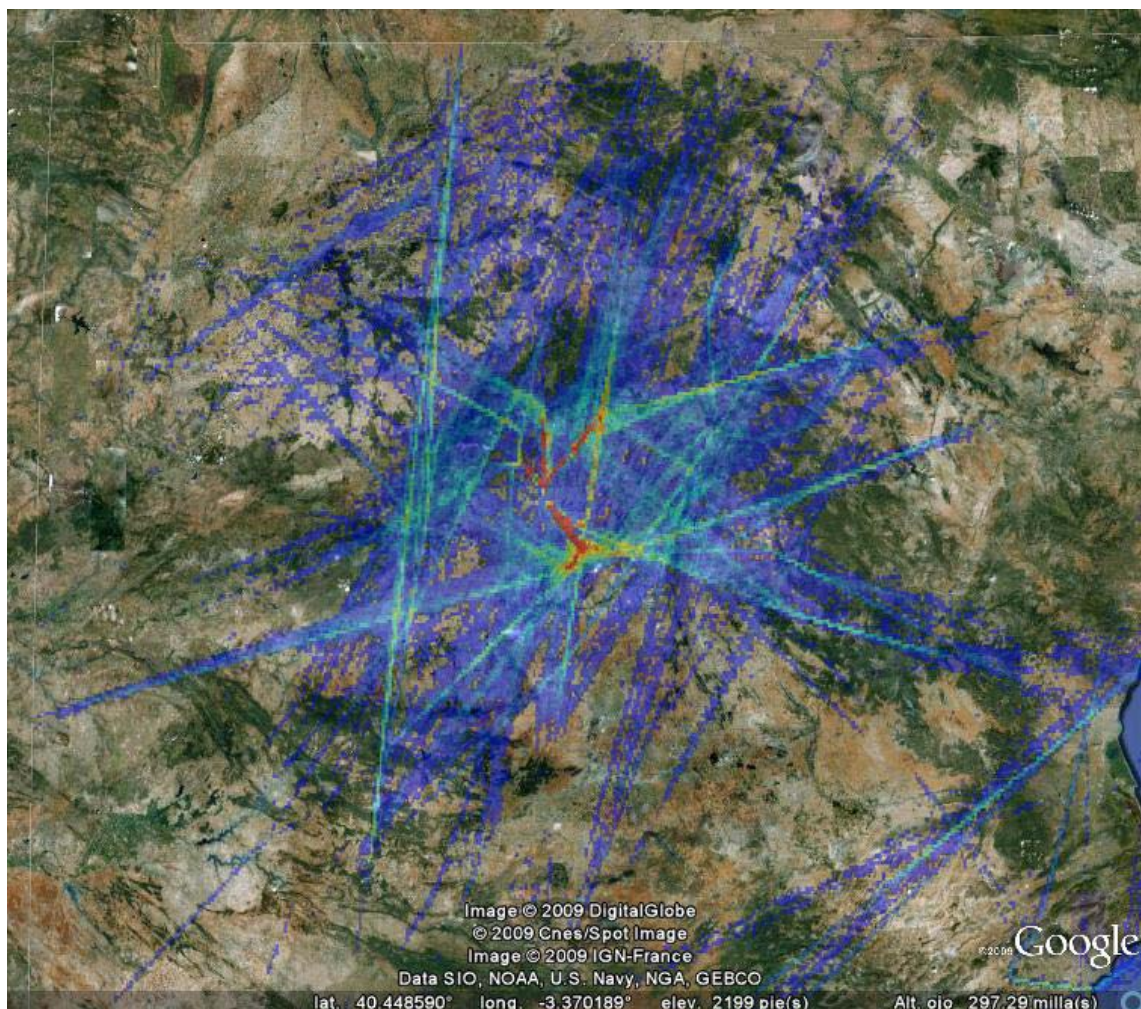 Image © 2009 DigitalGlobe
© 2009 Cnes/Spot Image
Image © 2009 IGN-France
©2009 Google
Data SIO, NOAA, U.S. Navy, NGA, GEBCO
lat. 40.448590° long. -3.370189° elev. 2199 pie(s) Alt. ojo 297.29 milla(s)